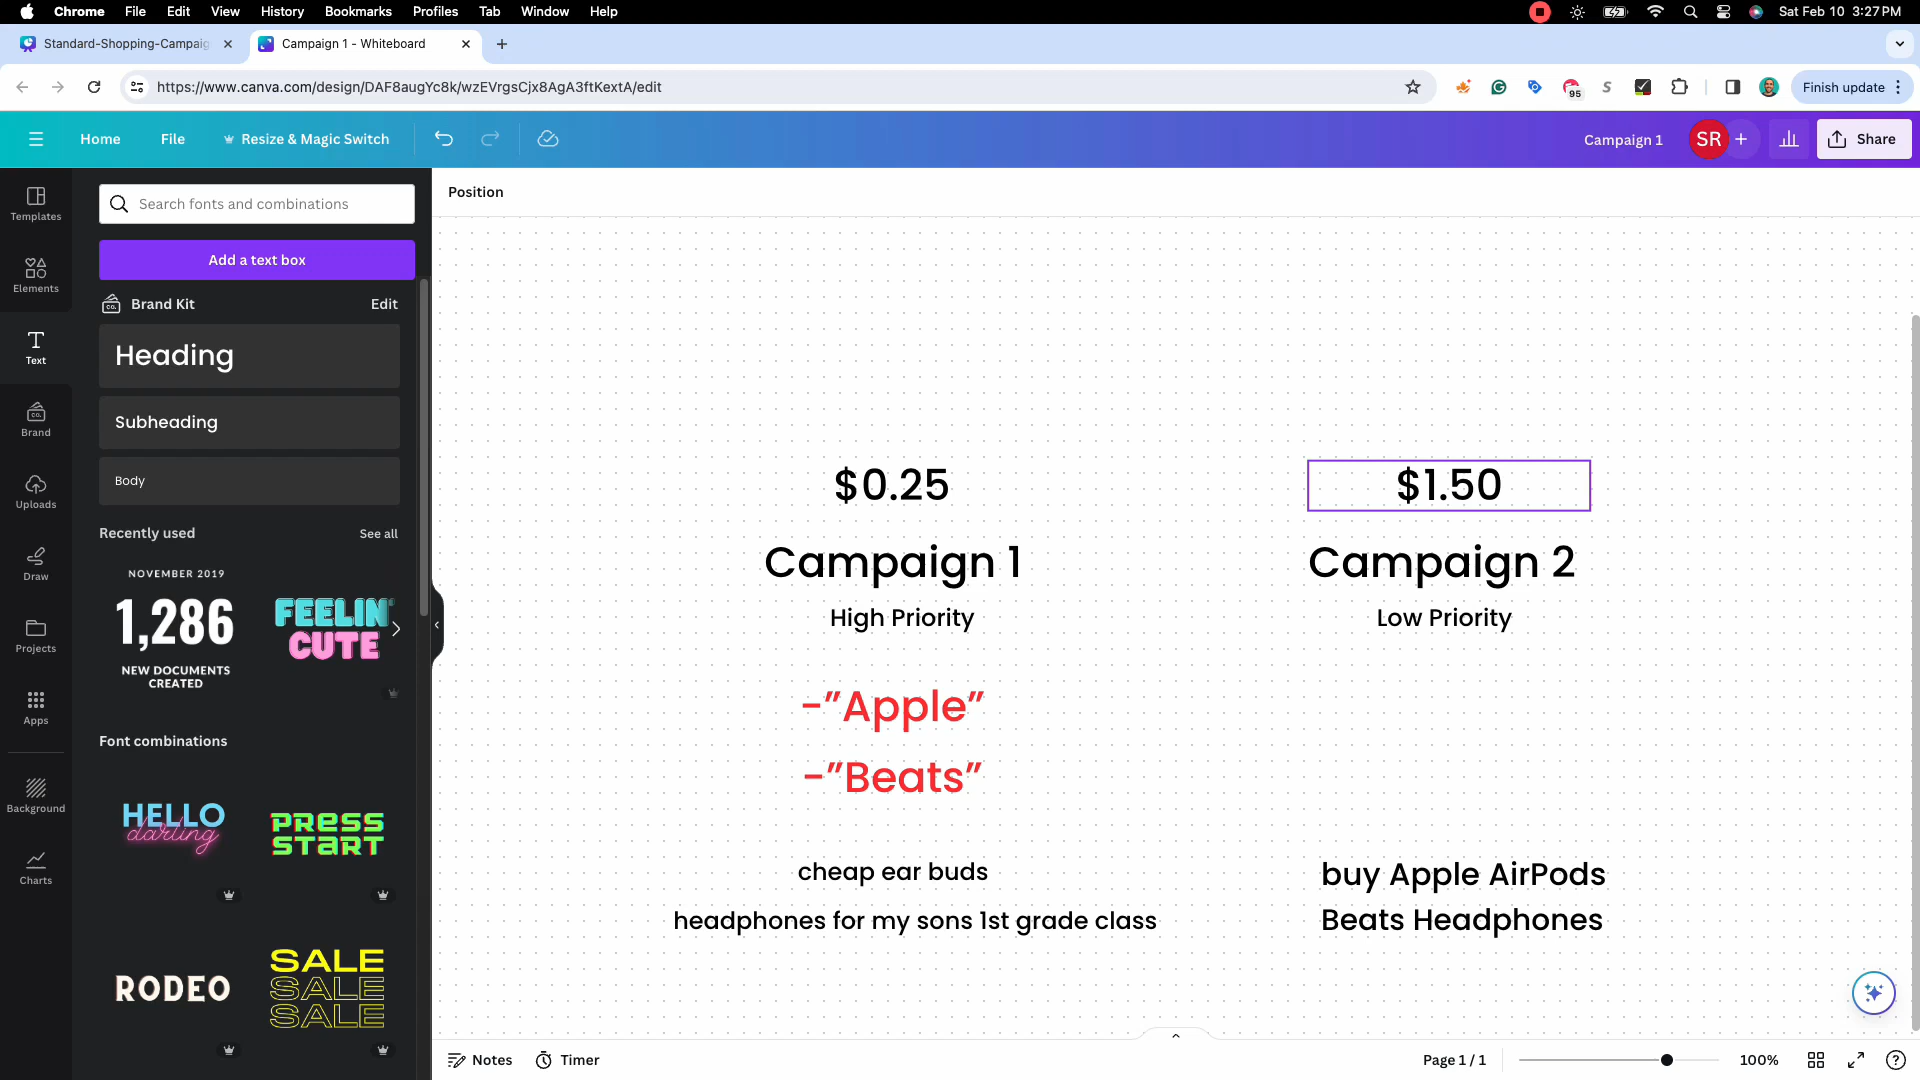 Chrome File Edit View History Bookmarks Profiles Tab Window Help Sat Feb 10 3:27 PM
Standard-Shopping-Campaig Campaign 1 - Whiteboard
https://www.canva.com/design/DAF8augYc8k/wzEVrgsCjx8AgA3ftKextA/edit 95 Finish update
Home File Resize & Magic Switch Campaign 1 SR Share
Templates
Elements
Text
Brand
Uploads
Draw
Projects
Apps
Background
Charts
Search fonts and combinations
Add a text box
Brand Kit Edit
Heading
Subheading
Body
Recently used See all
NOVEMBER 2019
1,286
NEW DOCUMENTS
CREATED
FEELIN'
CUTE
Font combinations
HELLO
darling
PRESS
START
RODEO
SALE
SALE
SALE
Position
$0.25 $1.50
Campaign 1 Campaign 2
High Priority Low Priority
-"Apple"
-"Beats"
cheap ear buds buy Apple AirPods
headphones for my sons 1st grade class Beats Headphones
Notes Timer Page 1 / 1 100%